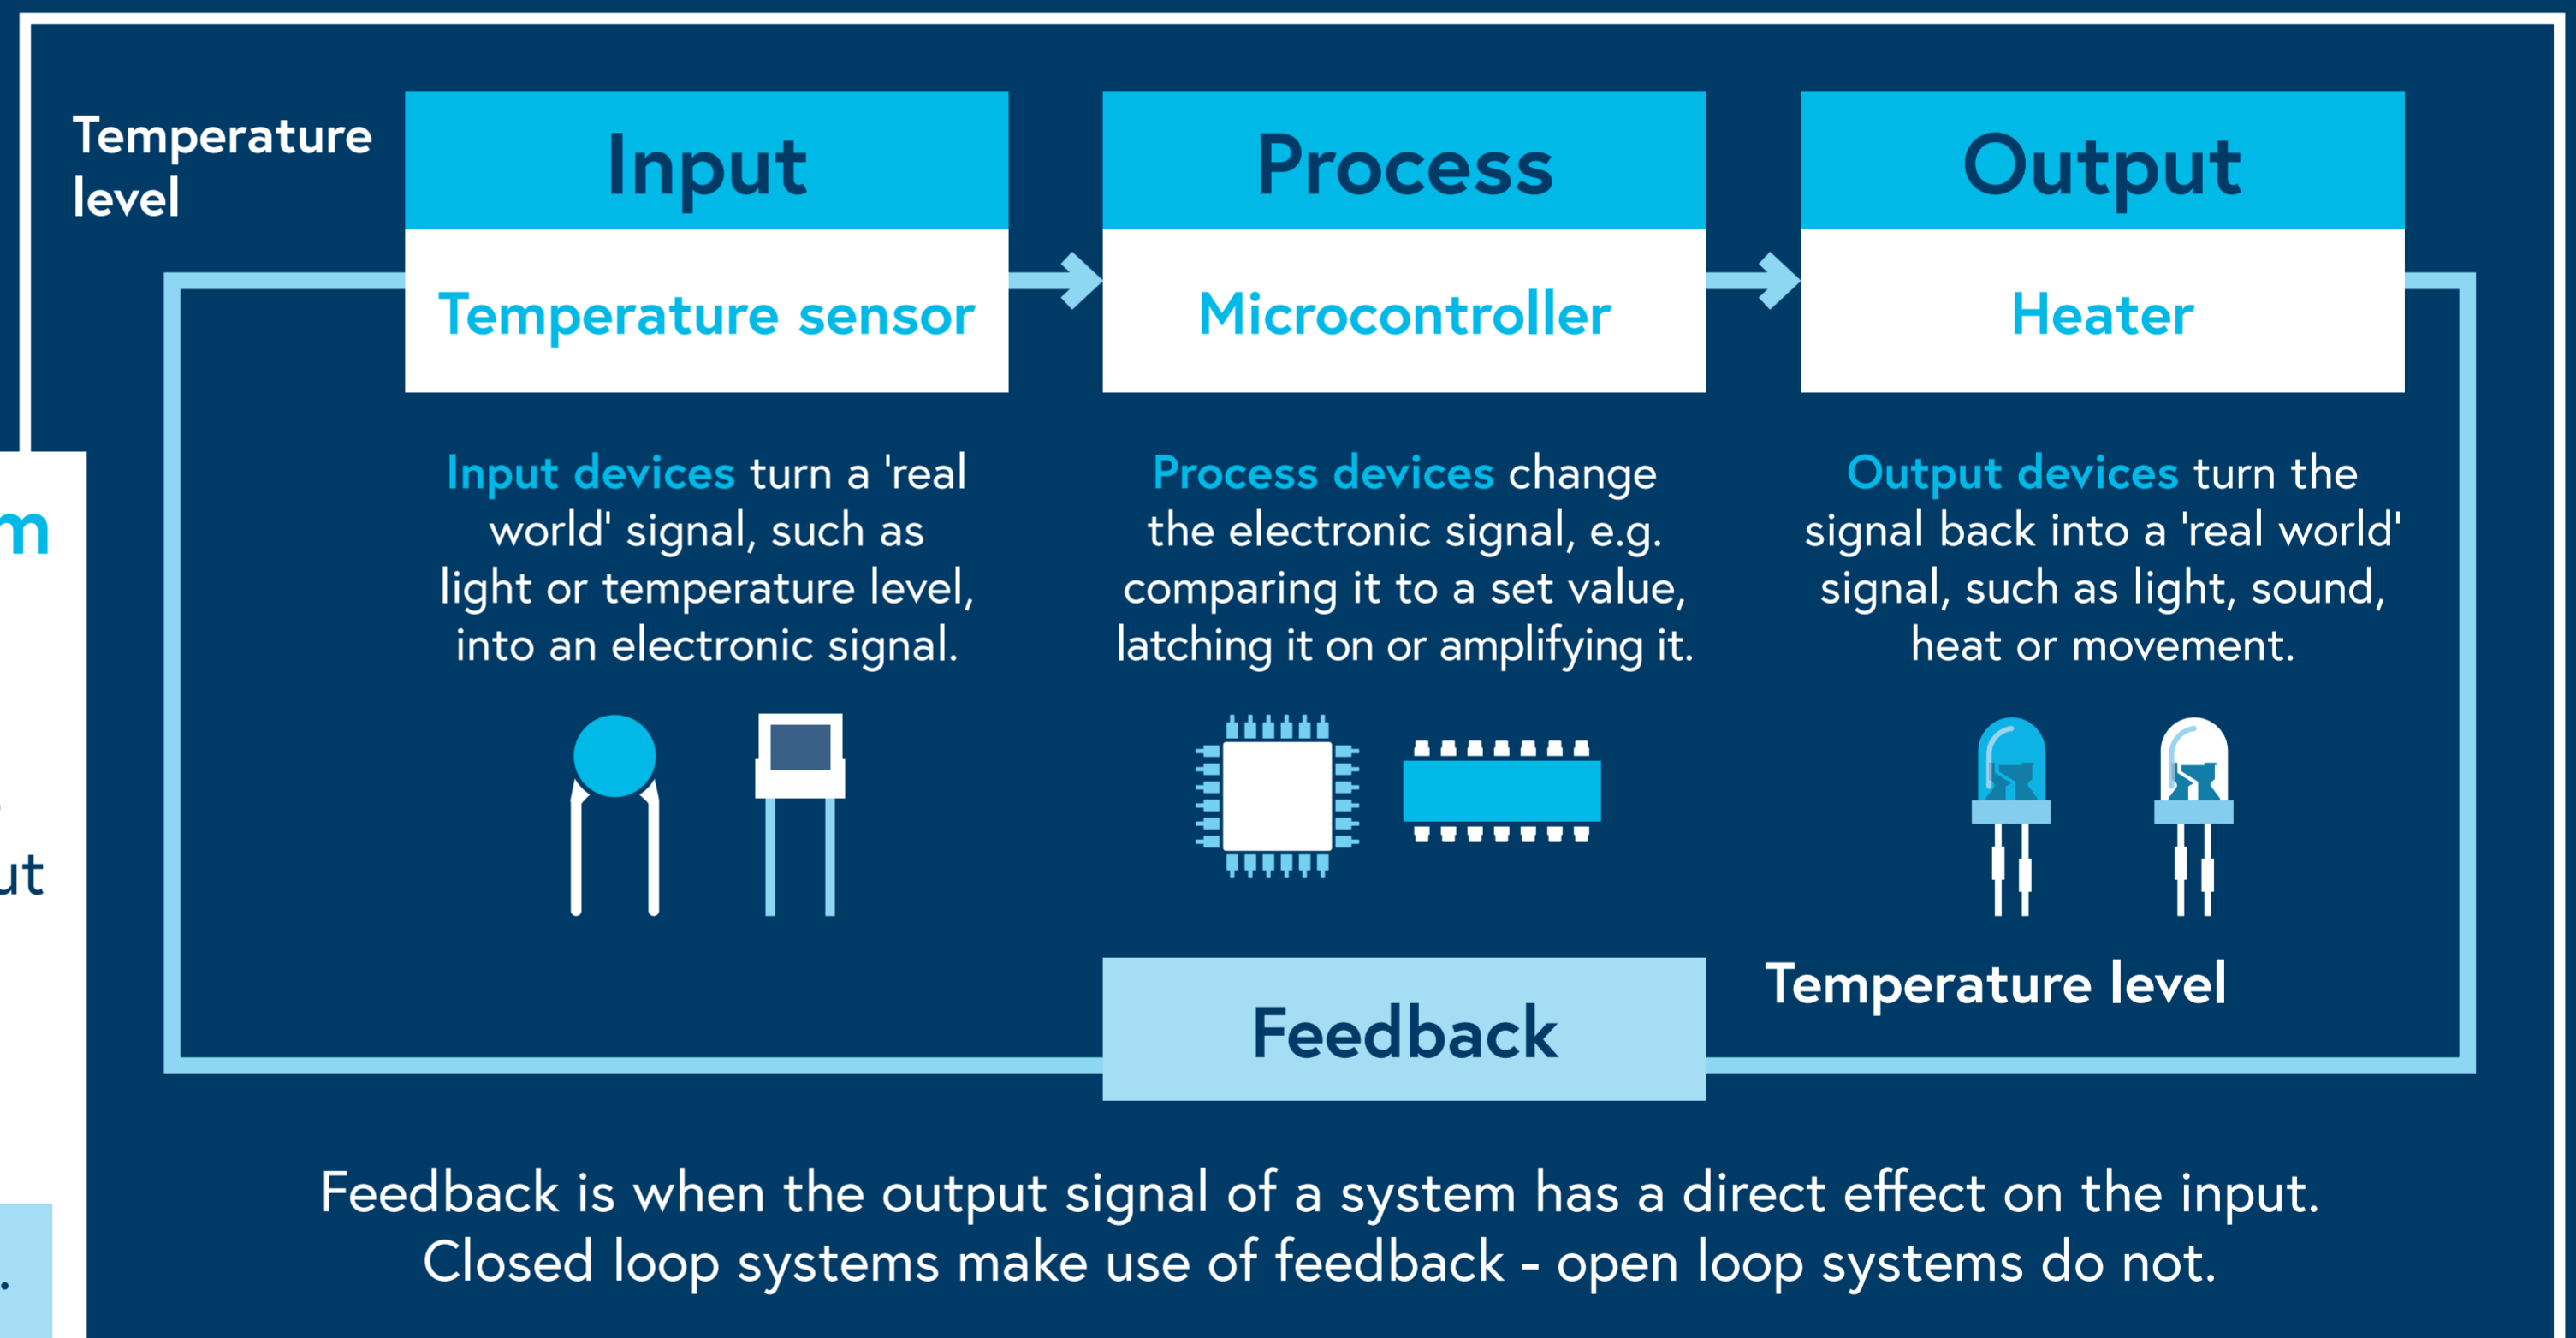 Temperature
level
Input
Temperature sensor
Input devices turn a 'real
world' signal, such as
light or temperature level,
into an electronic signal.
Process
Microcontroller
Process devices change
the electronic signal, e.g.
comparing it to a set value,
latching it on or amplifying it.
Output
Heater
Output devices turn the
signal back into a 'real world'
signal, such as light, sound,
heat or movement.
Temperature level
Feedback
Feedback is when the output signal of a system has a direct effect on the input.
Closed loop systems make use of feedback - open loop systems do not.